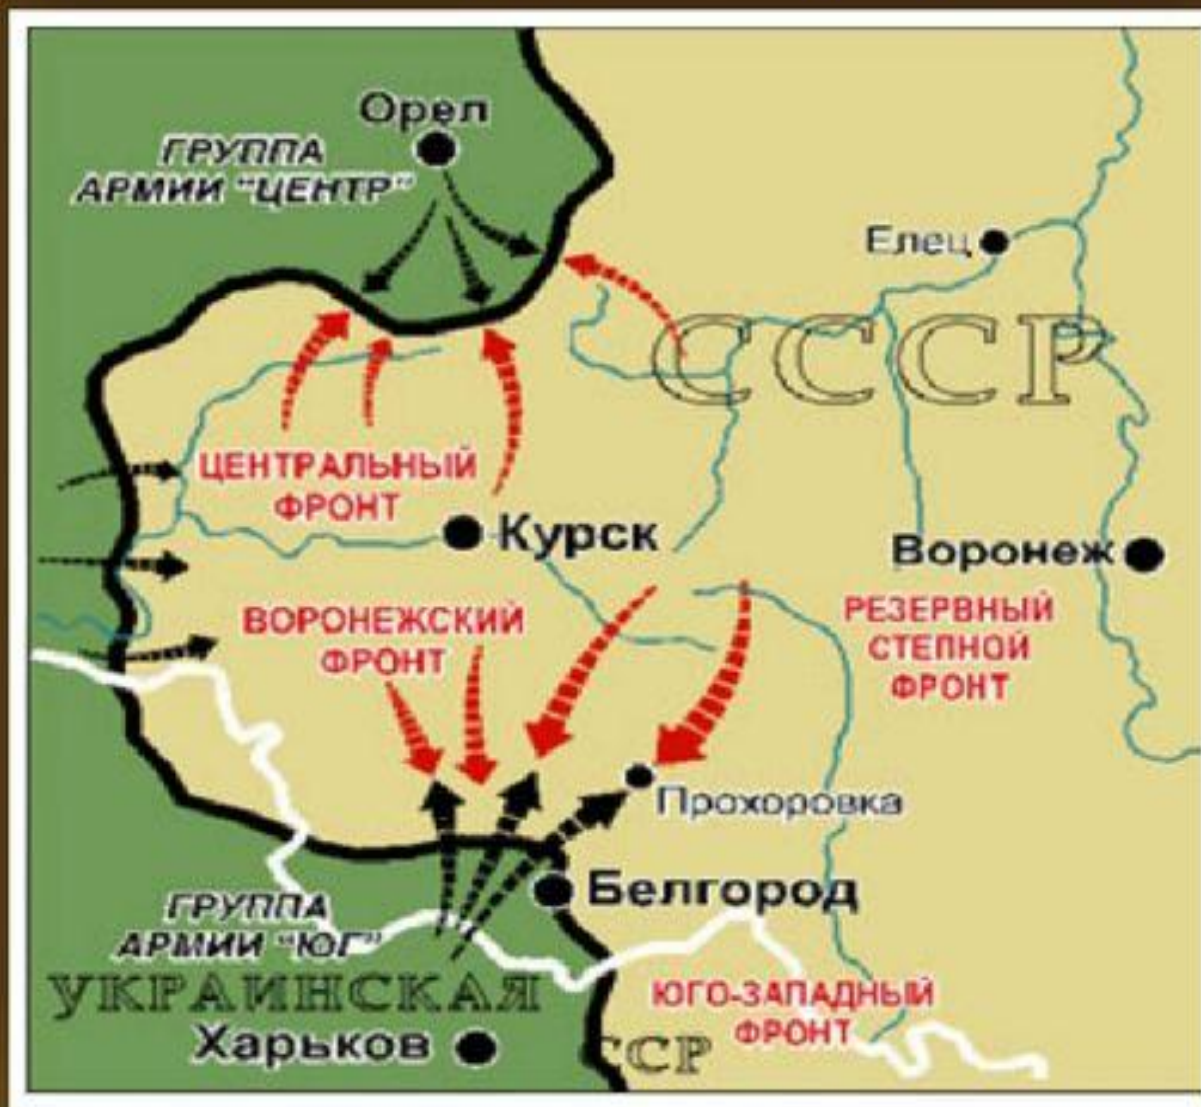 Орел
ГРУППА
АРМИИ "ЦЕНТР"
Елец
СССР
ЦЕНТРАЛЬНЫЙ
ФРОНТ
Курск
Воронеж
ВОРОНЕЖСКИЙ
ФРОНТ
РЕЗЕРВНЫЙ
СТЕПНОЙ
ФРОНТ
Прохоровка
Белгород
ГРУППА
АРМИИ "ЮГ"
УКРАИНСКАЯ
ЮГО-ЗАПАДНЫЙ
ФРОНТ
Харьков
ССР